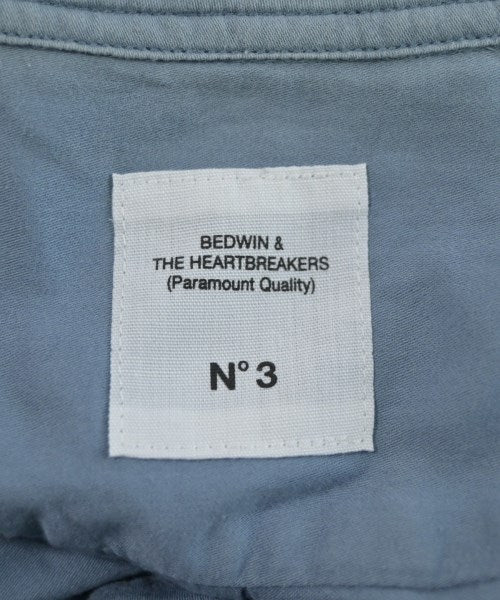 BEDWIN &
THE HEARTBREAKERS
(Paramount Quality)
N° 3